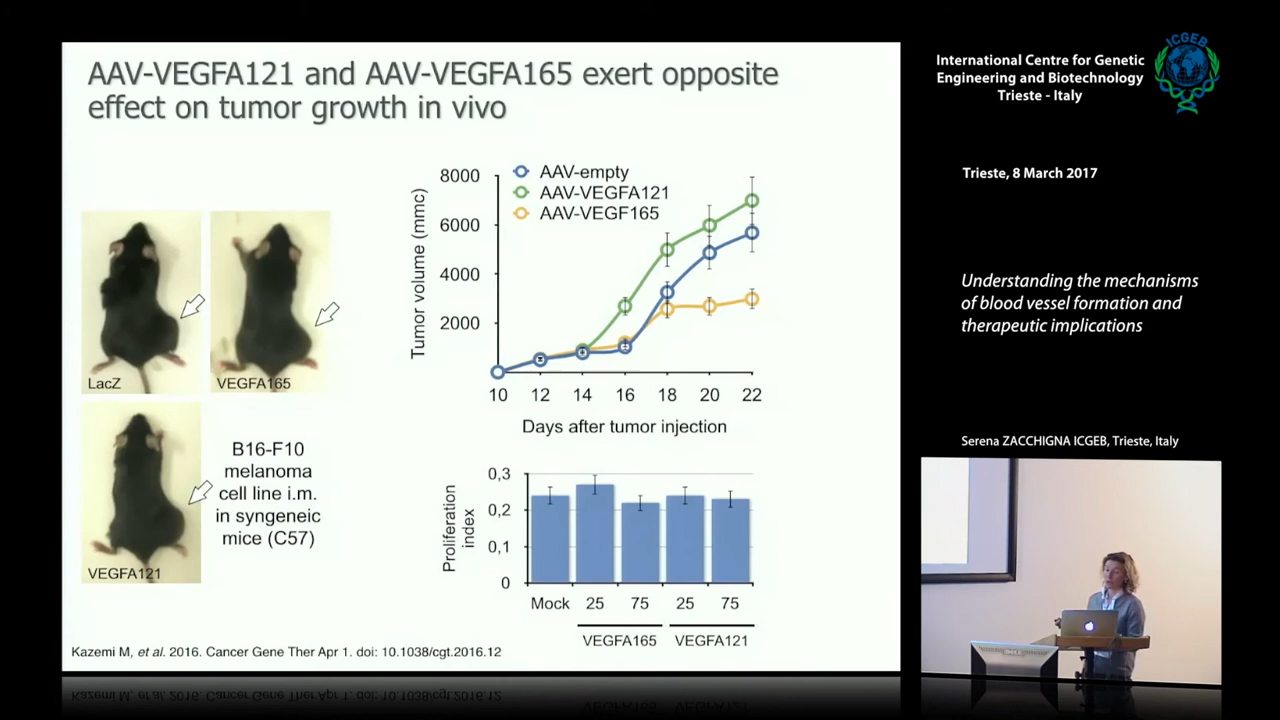 AAV-VEGFA121 and AAV-VEGFA165 exert opposite
effect on tumor growth in vivo
LacZ
VEGFA165
VEGFA121
B16-F10
melanoma
cell line i.m.
in syngeneic
mice (C57)
Tumor volume (mmc)
8000
6000
4000
2000
AAV-empty
AAV-VEGFA121
AAV-VEGF165
10 12 14 16 18 20 22
Days after tumor injection
Proliferation
index
0,3
0,2
0,1
0
Mock 25 75 25 75
VEGFA165 VEGFA121
Kazemi M, et al. 2016. Cancer Gene Ther Apr 1. doi: 10.1038/cgt.2016.12
International Centre for Genetic
Engineering and Biotechnology
Trieste - Italy
ICGEB
Trieste, 8 March 2017
Understanding the mechanisms
of blood vessel formation and
therapeutic implications
Serena ZACCHIGNA ICGEB, Trieste, Italy